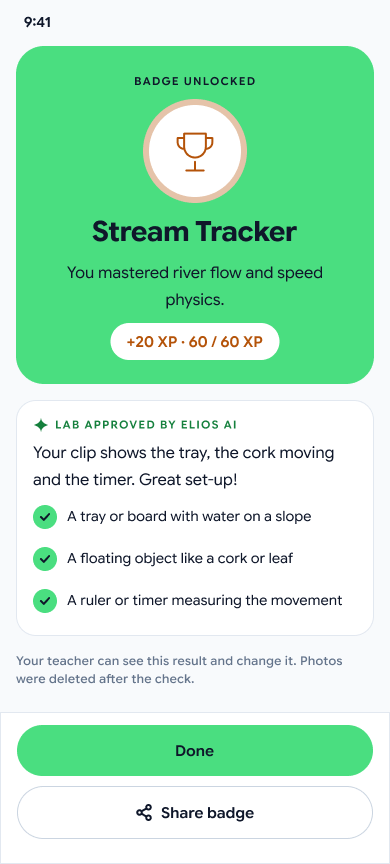 9:41
BADGE UNLOCKED
Stream Tracker
You mastered river flow and speed
physics.
+20 XP · 60 / 60 XP
LAB APPROVED BY ELIOS AI
Your clip shows the tray, the cork moving
and the timer. Great set-up!
A tray or board with water on a slope
A floating object like a cork or leaf
A ruler or timer measuring the movement
Your teacher can see this result and change it. Photos
were deleted after the check.
Done
Share badge